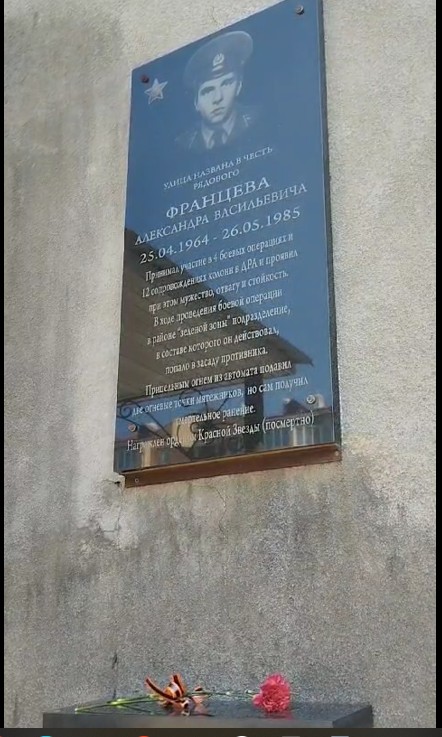 УЛИЦА НАЗВАНА В ЧЕСТЬ
РЯДОВОГО
ФРАНЦЕВА
АЛЕКСАНДРА ВАСИЛЬЕВИЧА
25.04.1964 - 26.05.1985
Принимал участие в 4 боевых операциях и
12 сопровождениях колонн в ДРА и проявил
при этом мужество, отвагу и стойкость.
В ходе проведения боевой операции
в районе "зеленой зоны" подразделение,
в составе которого он действовал,
попало в засаду противника.
Прицельным огнем из автомата подавил
две огневые точки мятежников, но сам получил
смертельное ранение.
Награжден орденом Красной Звезды (посмертно)